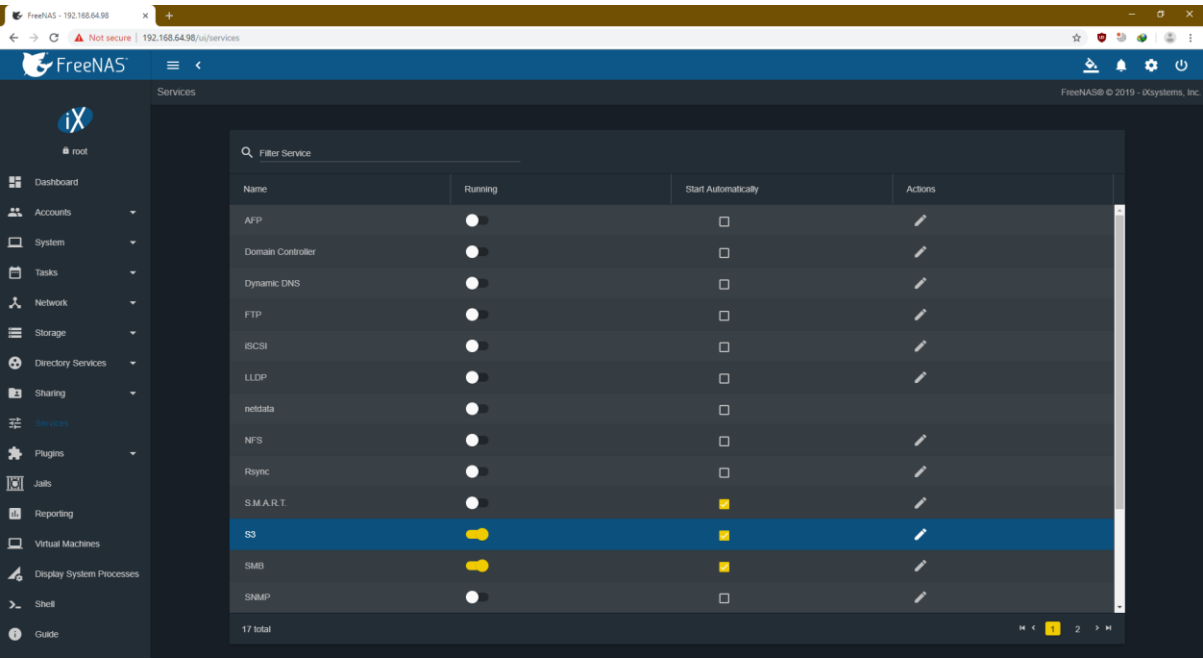 FreeNAS - 192.168.64.98
Not secure | 192.168.64.98/ui/services
FreeNAS®
Services
FreeNAS® © 2019 - iXsystems, Inc.
iX
root
Dashboard
Accounts
System
Tasks
Network
Storage
Directory Services
Sharing
Services
Plugins
Jails
Reporting
Virtual Machines
Display System Processes
Shell
Guide
Filter Service
Name Running Start Automatically Actions
AFP
Domain Controller
Dynamic DNS
FTP
iSCSI
LLDP
netdata
NFS
Rsync
S.M.A.R.T.
S3
SMB
SNMP
17 total 1 2